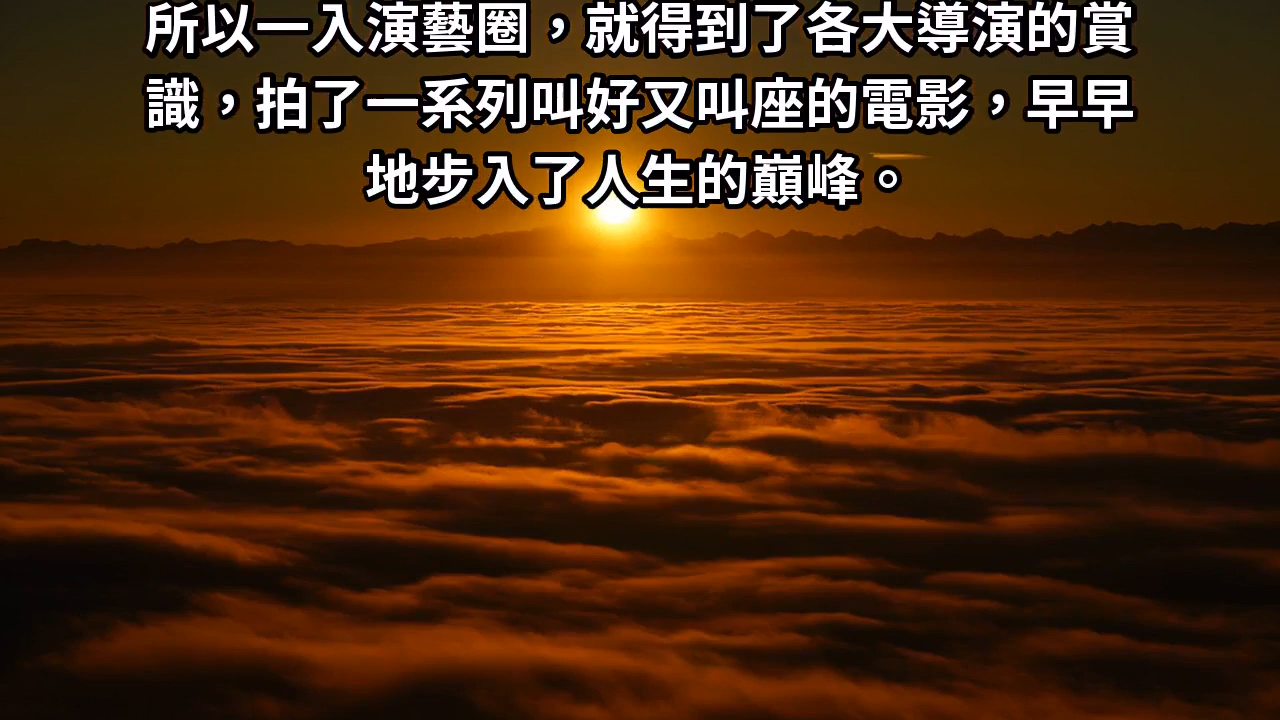 所以一入演藝圈，就得到了各大導演的賞
識，拍了一系列叫好又叫座的電影，早早
地步入了人生的巔峰。